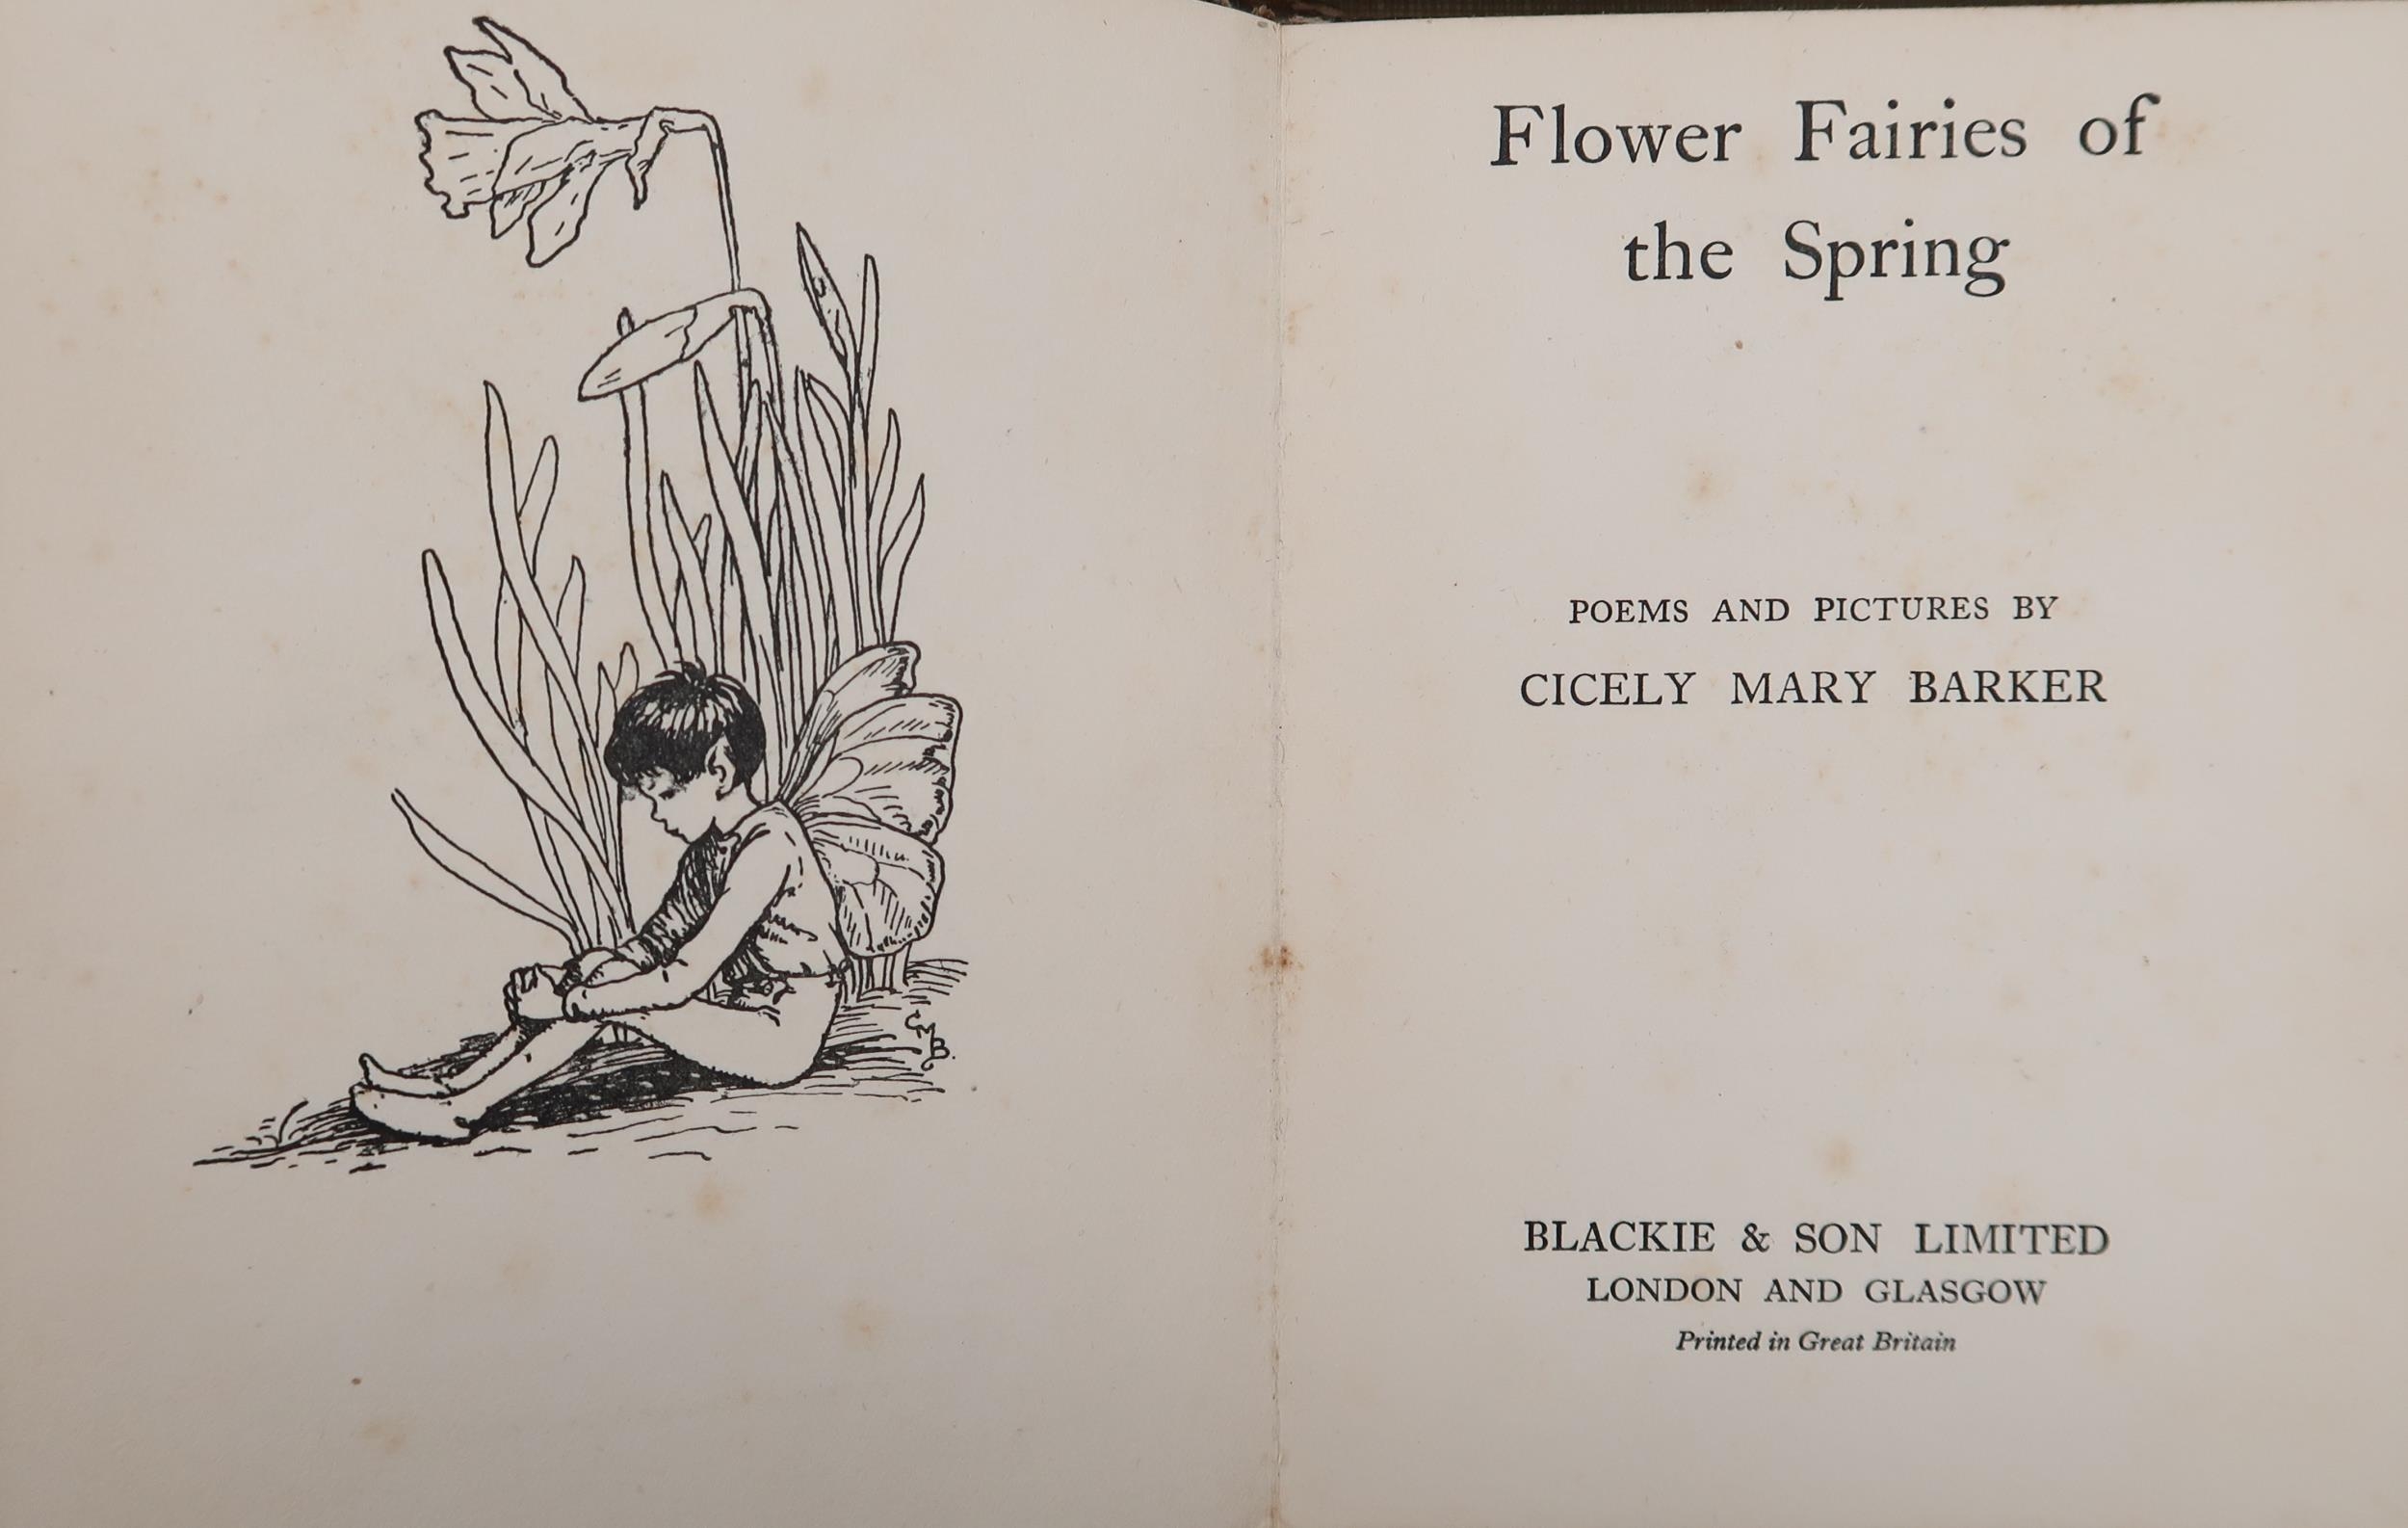 CMB.
Flower Fairies of
the Spring
POEMS AND PICTURES BY
CICELY MARY BARKER
BLACKIE & SON LIMITED
LONDON AND GLASGOW
Printed in Great Britain